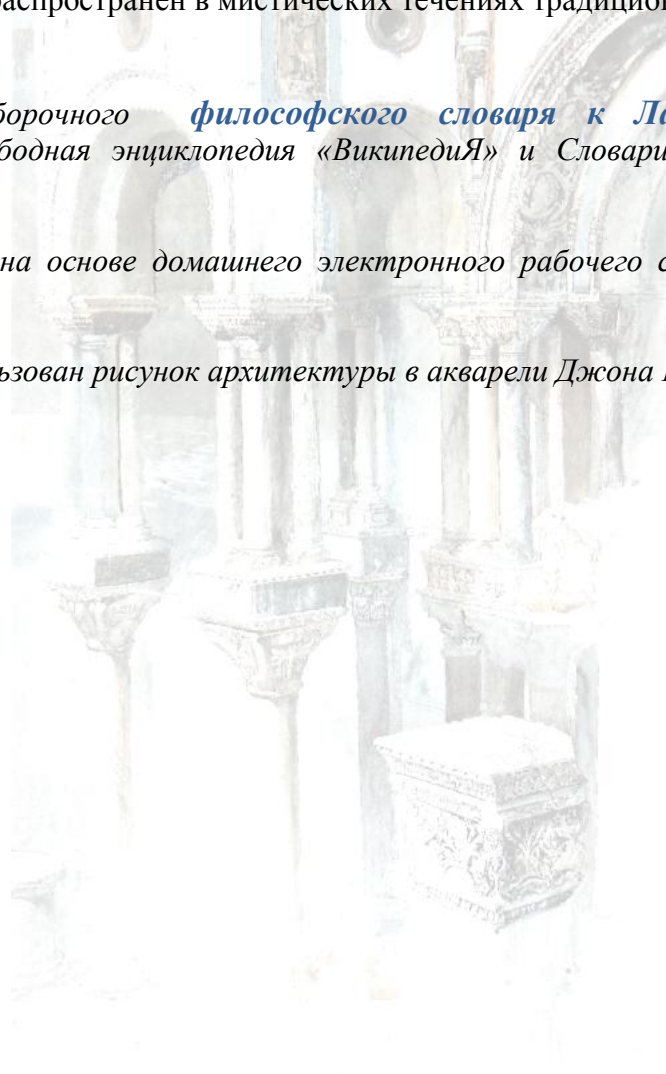 распространен в мистических течениях традицион
борочного философского словаря к Ла
бодная энциклопедия «ВикипедиЯ» и Словари
на основе домашнего электронного рабочего с
ьзован рисунок архитектуры в акварели Джона